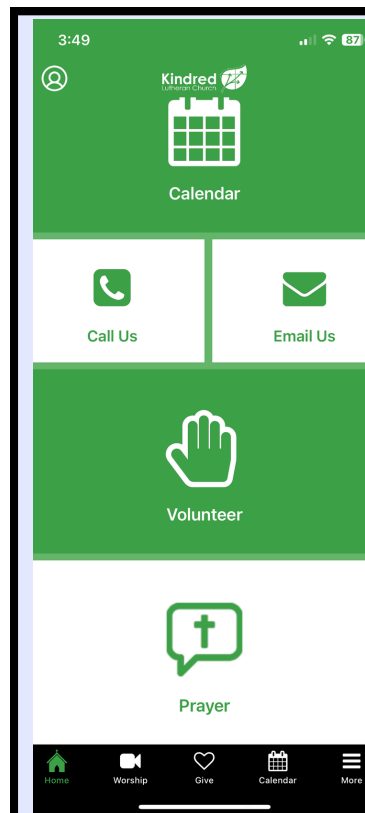 3:49
87
Kindred
Lutheran Church
Calendar
Call Us
Email Us
Volunteer
Prayer
Home
Worship
Give
Calendar
More